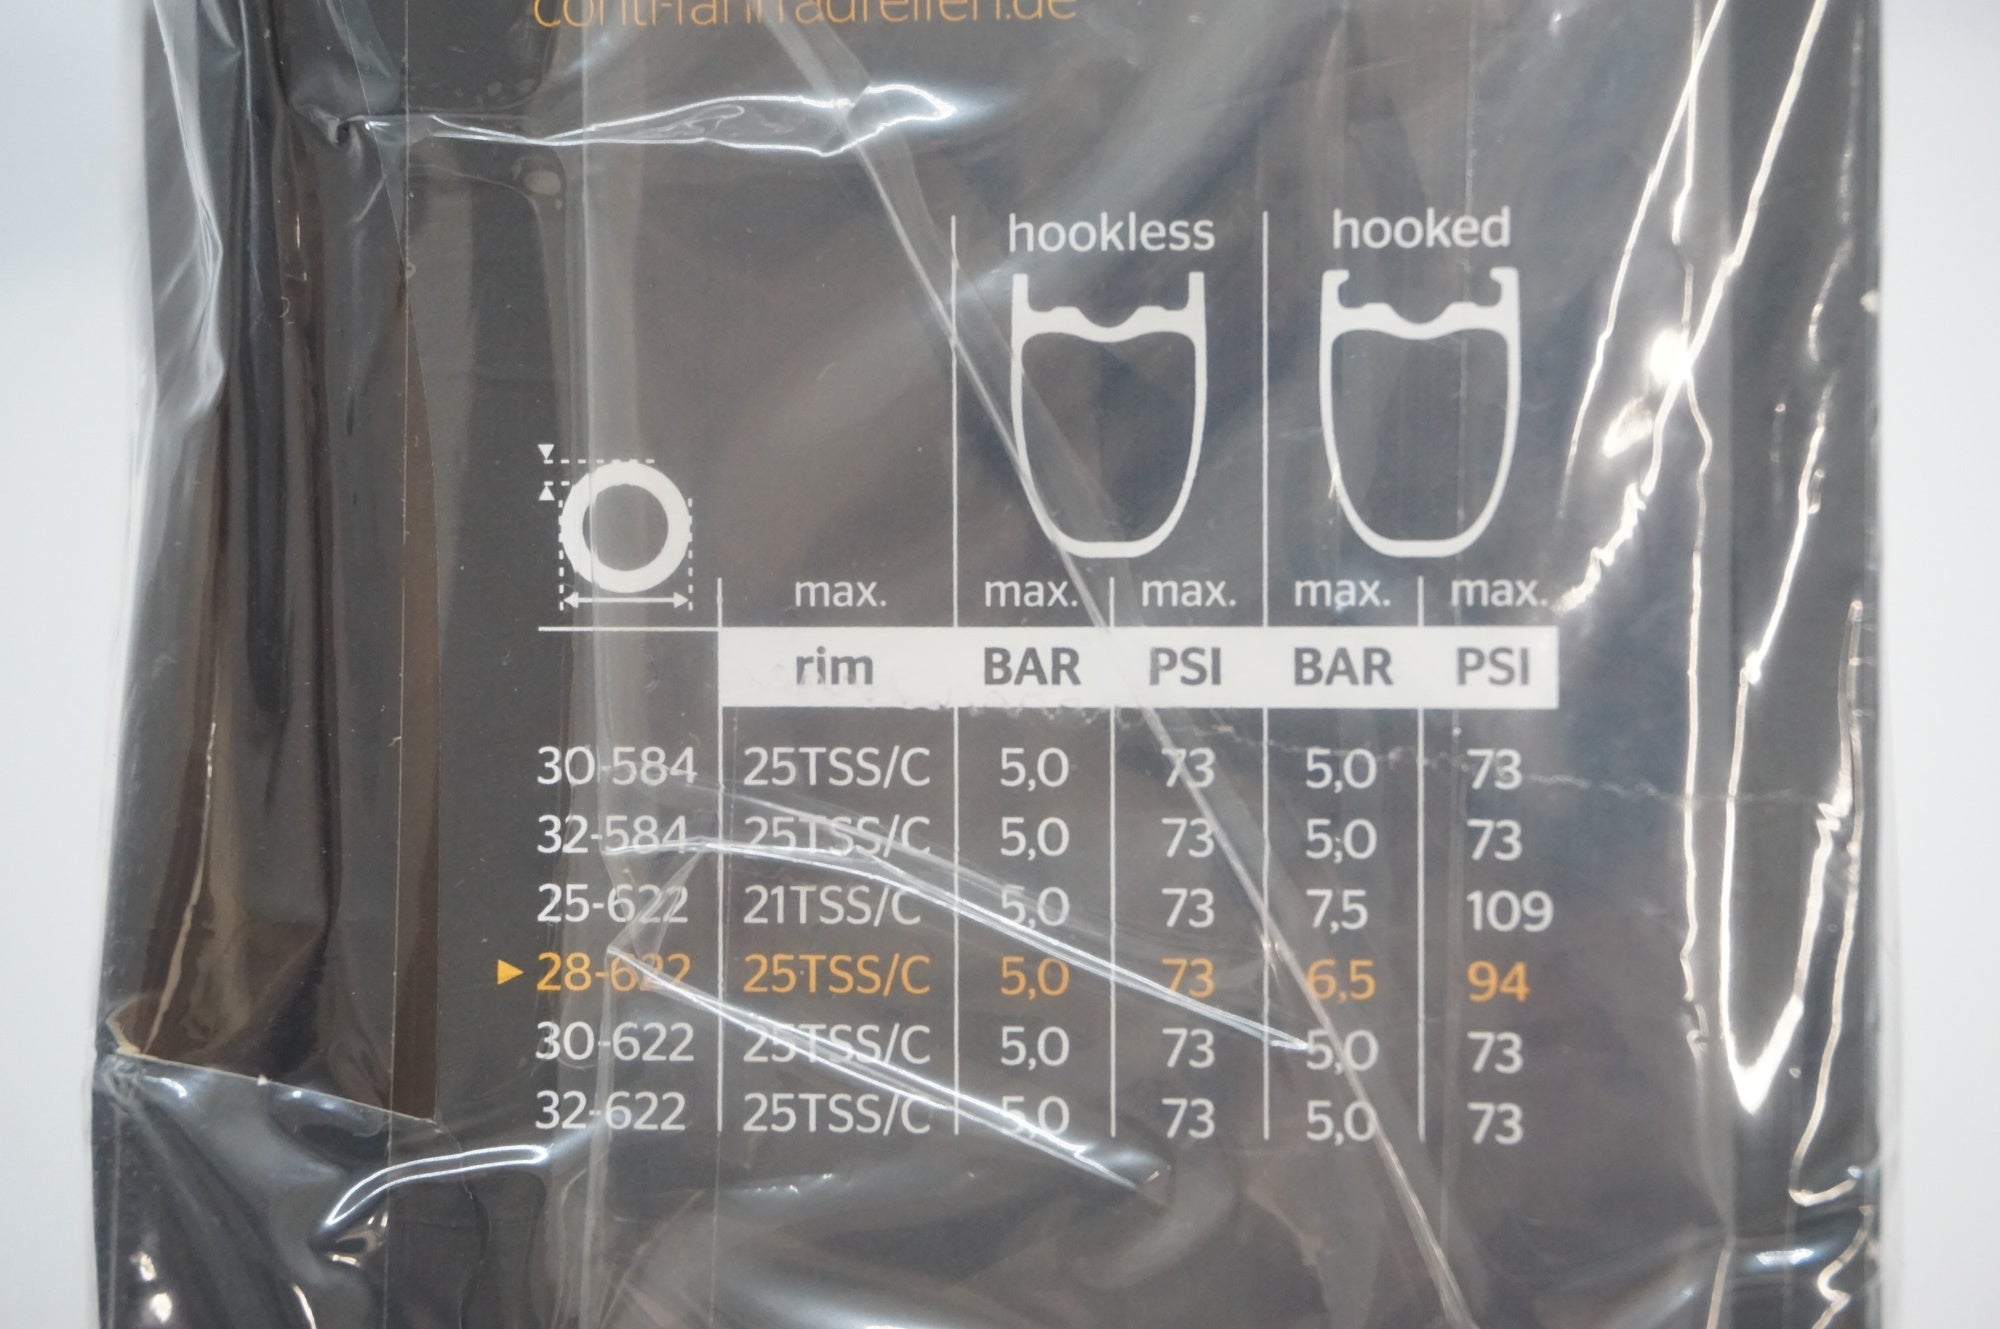 conti-fahrradreifen.de
hookless hooked
max. max. max. max. max.
rim BAR PSI BAR PSI
30-584 25TSS/C 5,0 73 5,0 73
32-584 25TSS/C 5,0 73 5,0 73
25-622 21TSS/C 5,0 73 7,5 109
28-622 25TSS/C 5,0 73 6,5 94
30-622 25TSS/C 5,0 73 5,0 73
32-622 25TSS/C 5,0 73 5,0 73